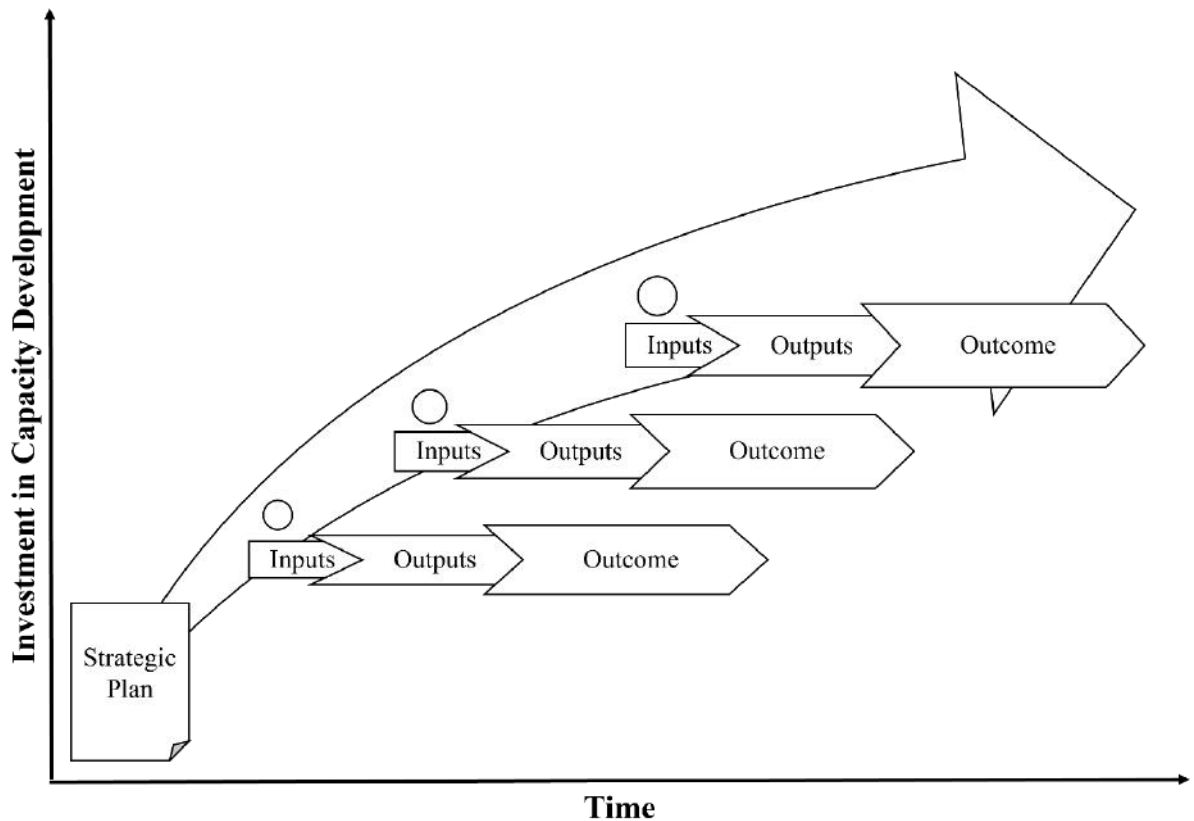 Investment in Capacity Development
Inputs
Outputs
Outcome
Inputs
Outputs
Outcome
Inputs
Outputs
Outcome
Strategic
Plan
Time